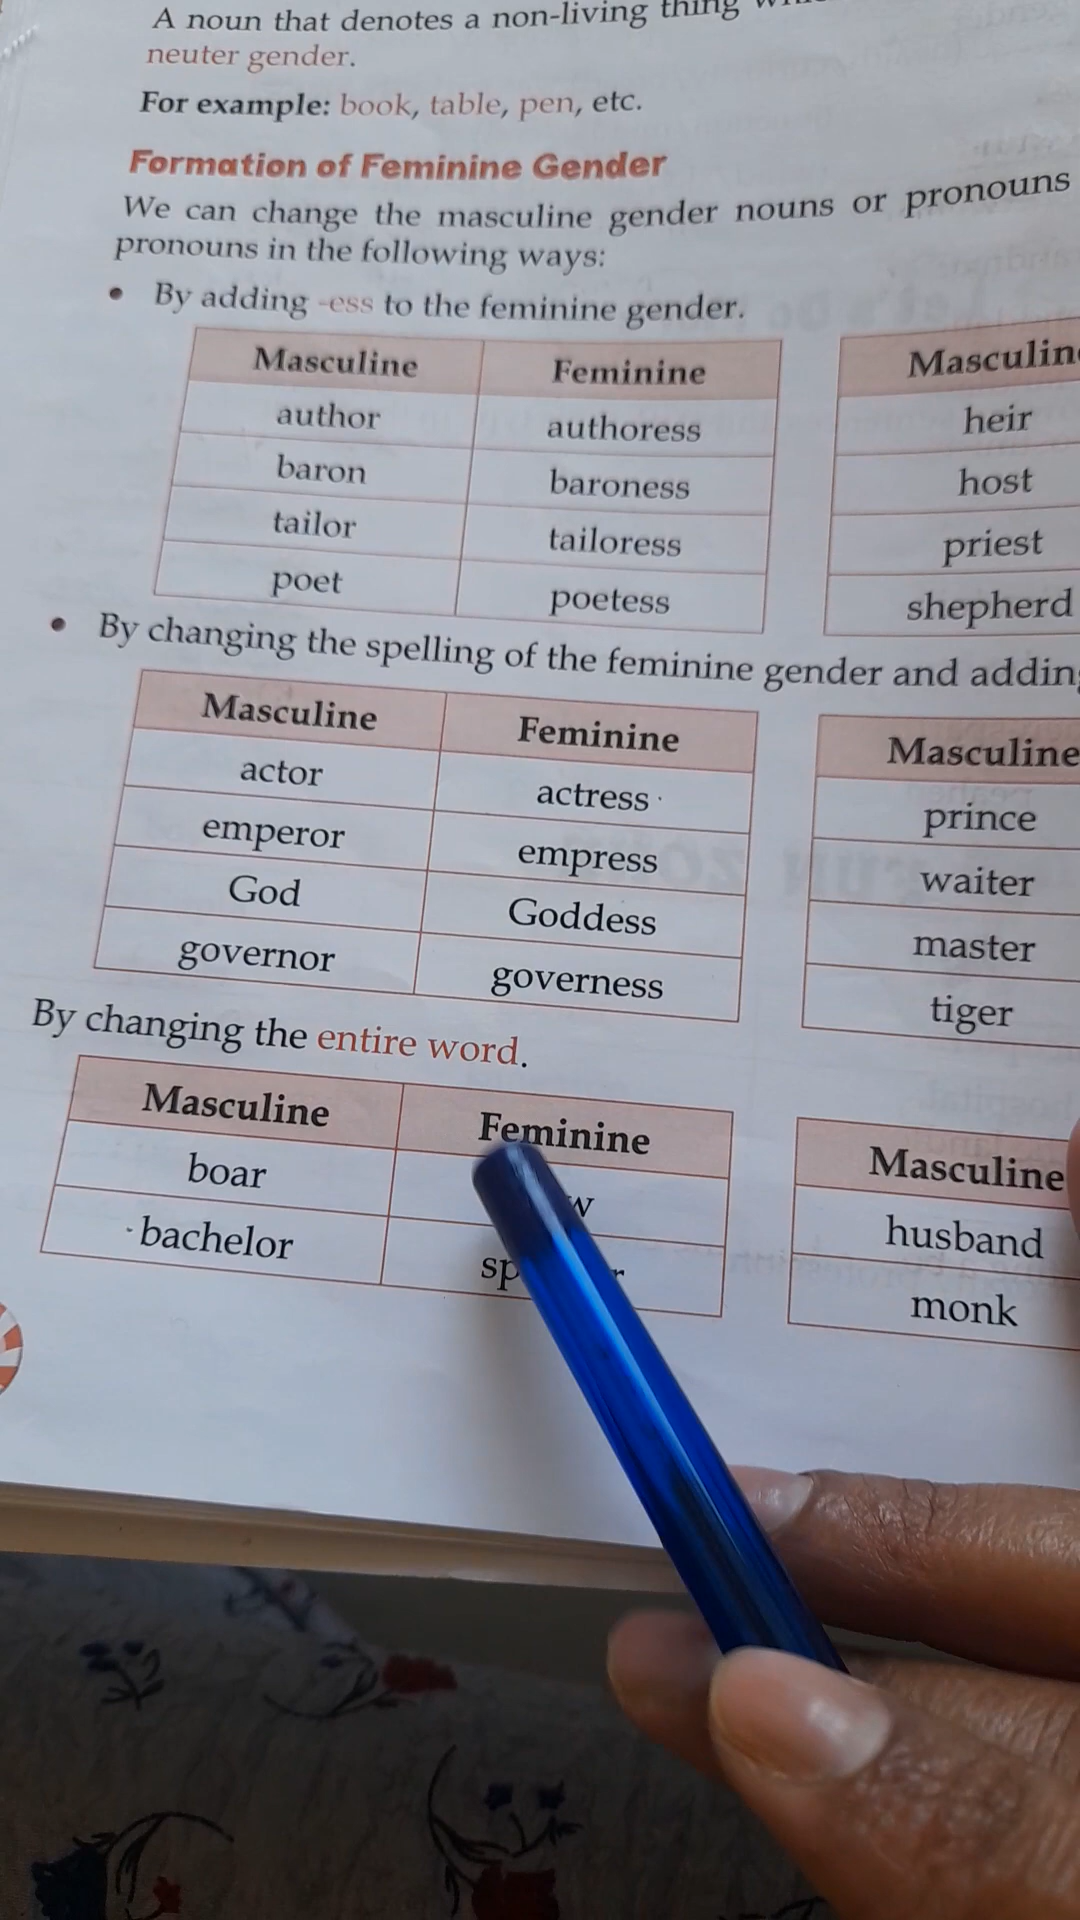 A noun that denotes a non-living thing
neuter gender.
For example: book, table, pen, etc.
Formation of Feminine Gender
We can change the masculine gender nouns or pronouns
pronouns in the following ways:
• By adding -ess to the feminine gender.
Masculine Feminine Masculine
author authoress heir
baron baroness host
tailor tailoress priest
poet poetess shepherd
• By changing the spelling of the feminine gender and adding
Masculine Feminine Masculine
actor actress prince
emperor empress waiter
God Goddess master
governor governess tiger
By changing the entire word.
Masculine Feminine Masculine
boar husband
bachelor monk